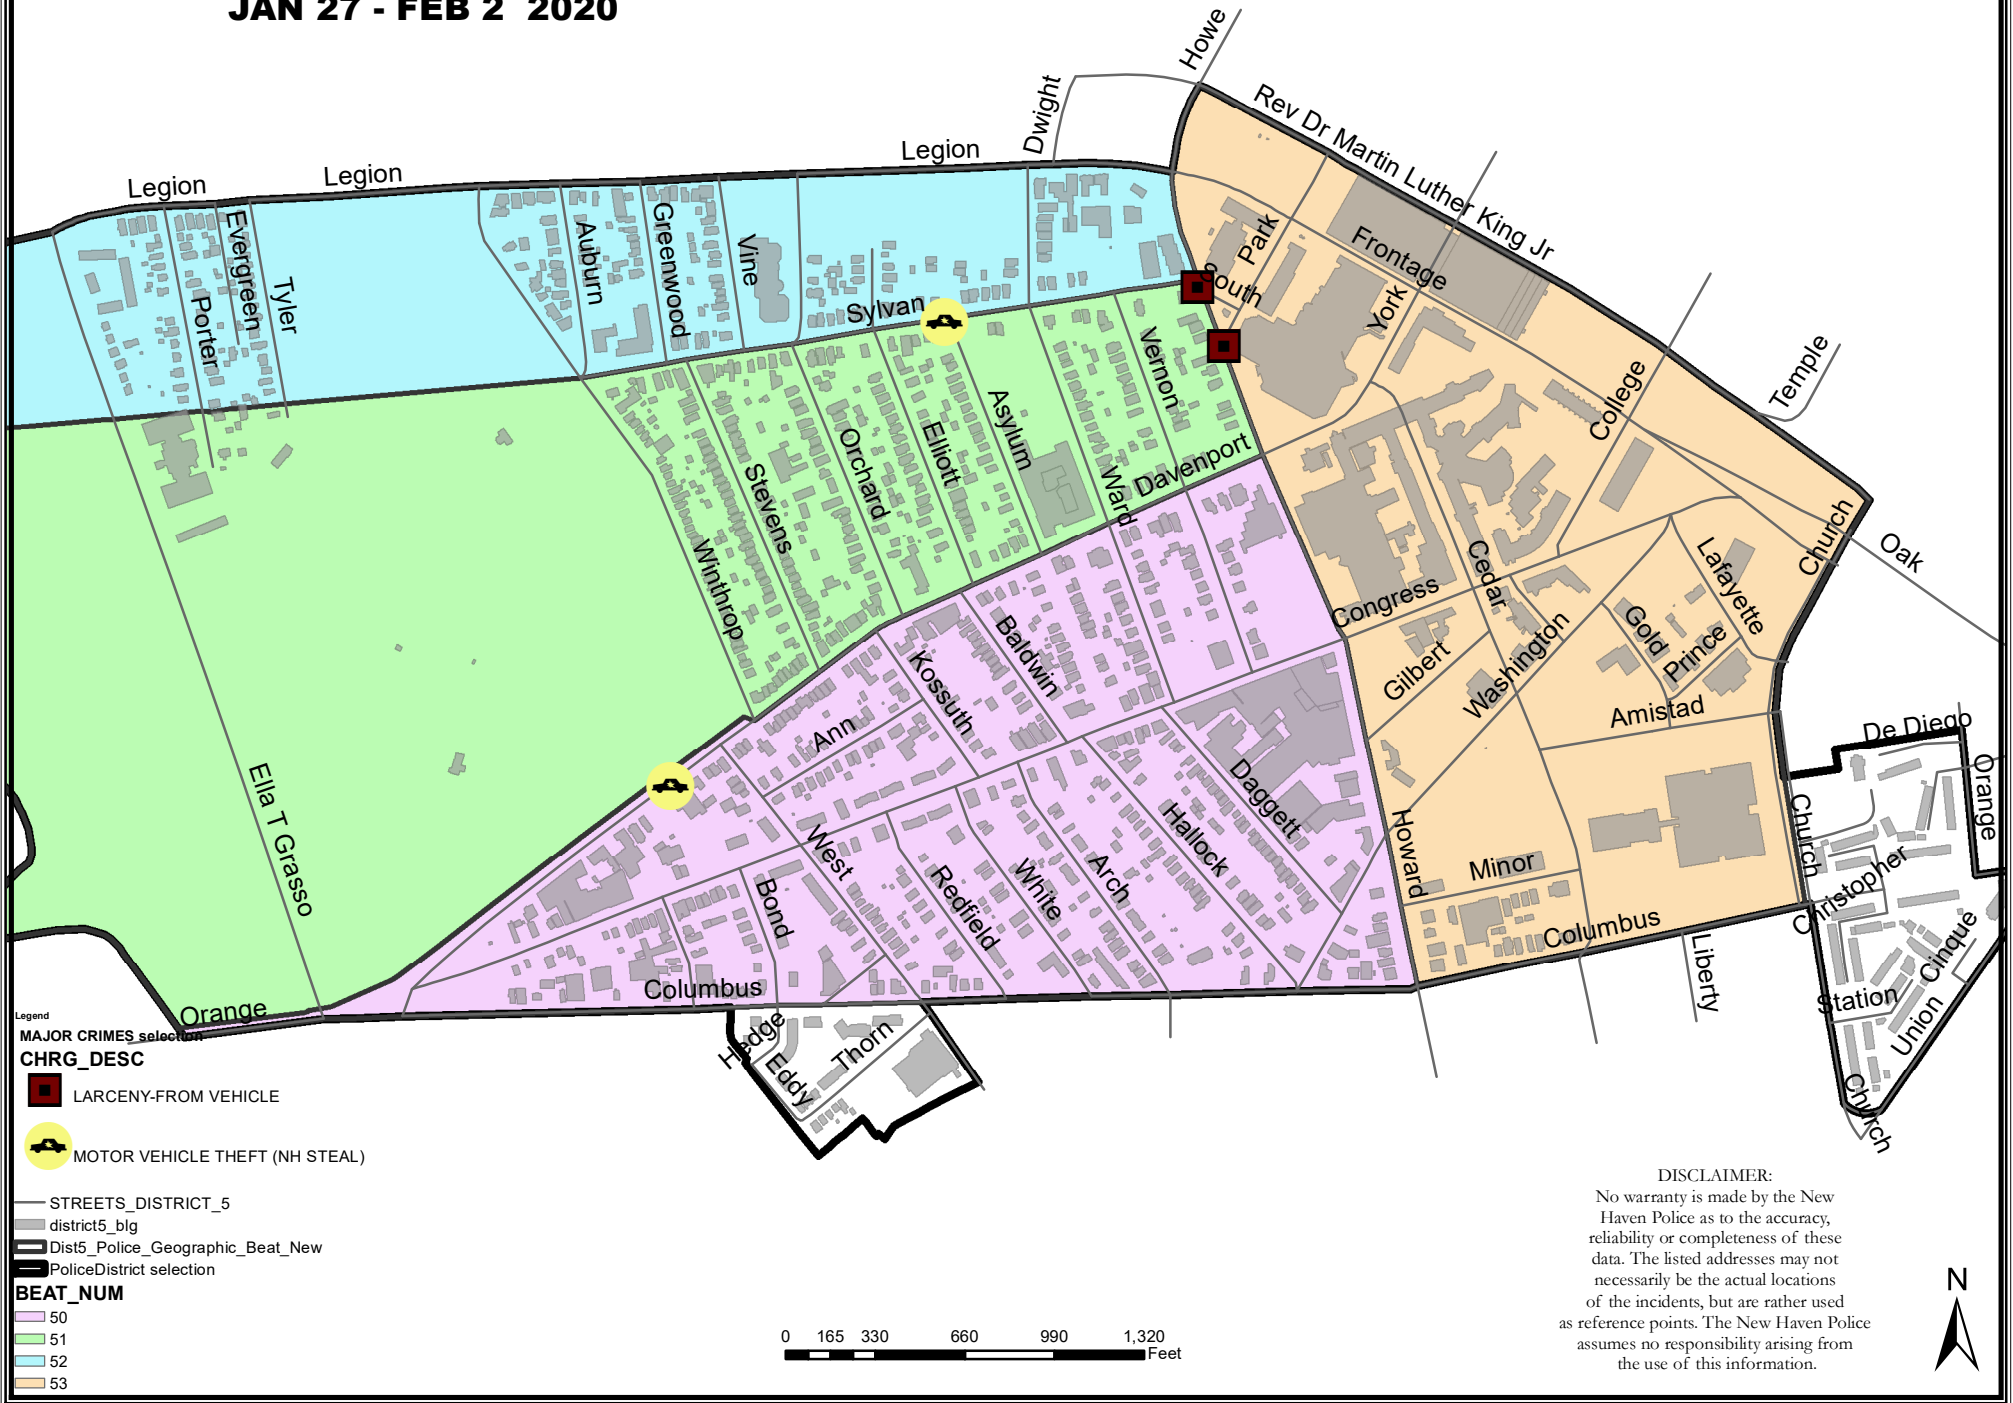 JAN 27 - FEB 2 2020
Howe
Rev Dr Martin Luther King Jr
Dwight
Legion
Legion
Legion
Evergreen
Porter
Tyler
Auburn
Greenwood
Vine
Sylvan
South
Park
Frontage
York
College
Temple
Vernon
Asylum
Elliott
Orchard
Stevens
Winthrop
Ward
Davenport
Church
Oak
Cedar
Lafayette
Congress
Gilbert
Washington
Gold
Prince
Amistad
De Diego
Orange
Baldwin
Kossuth
Ann
Ella T Grasso
West
Bond
Redfield
White
Arch
Hallock
Daggett
Howard
Minor
Columbus
Church
Christopher
Cinque
Station
Union
Liberty
Church
Columbus
Orange
Hedge
Eddy
Thorn
Legend
MAJOR CRIMES selection
CHRG_DESC
LARCENY-FROM VEHICLE
MOTOR VEHICLE THEFT (NH STEAL)
STREETS_DISTRICT_5
district5_blg
Dist5_Police_Geographic_Beat_New
PoliceDistrict selection
BEAT_NUM
50
51
52
53
0 165 330 660 990 1,320
Feet
DISCLAIMER:
No warranty is made by the New
Haven Police as to the accuracy,
reliability or completeness of these
data. The listed addresses may not
necessarily be the actual locations
of the incidents, but are rather used
as reference points. The New Haven Police
assumes no responsibility arising from
the use of this information.
N